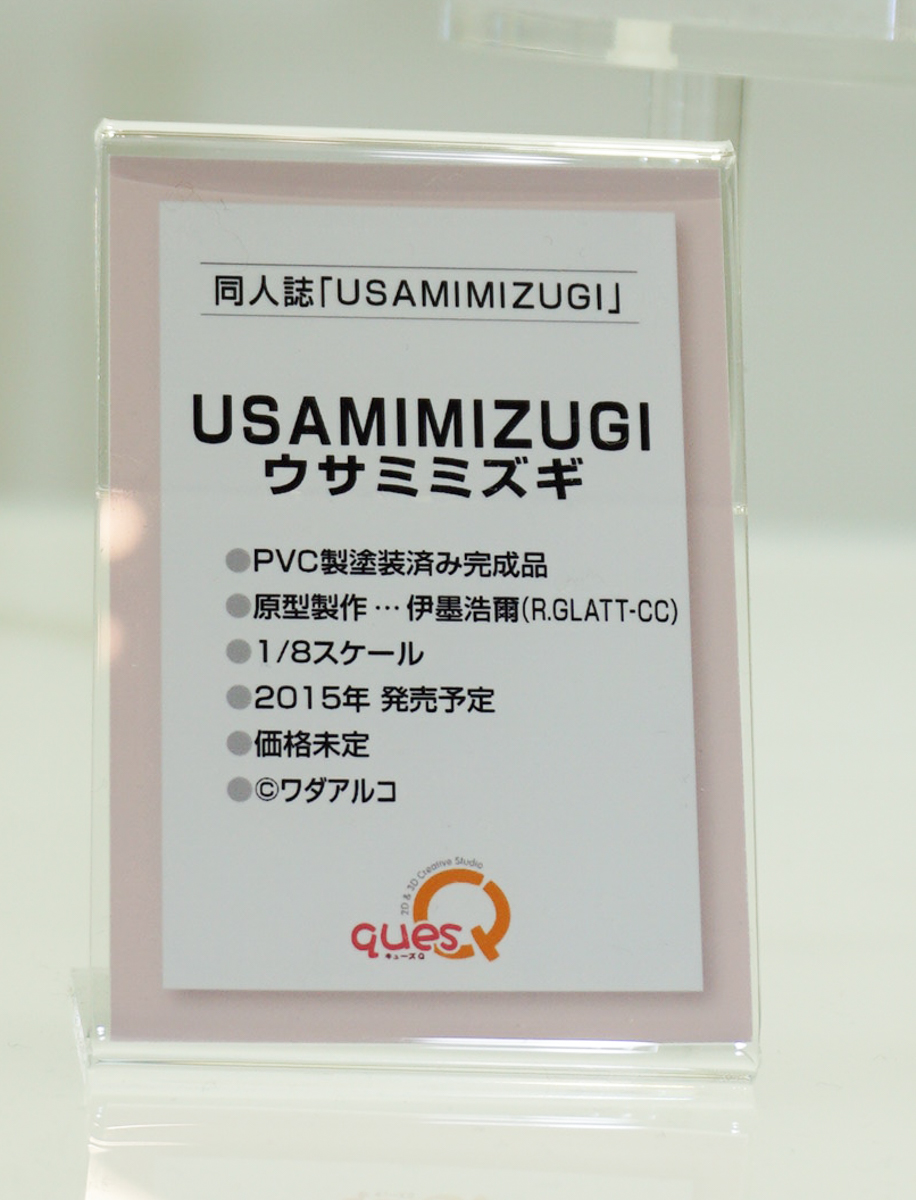 同人誌「USAMIMIZUGI」
USAMIMIZUGI
ウサミミズギ
●PVC製塗装済み完成品
●原型製作…伊墨浩爾(R.GLATT-CC)
●1/8スケール
●2015年 発売予定
●価格未定
●©ワダアルコ
2D & 3D Creative Studio
quesQ
キューズQ